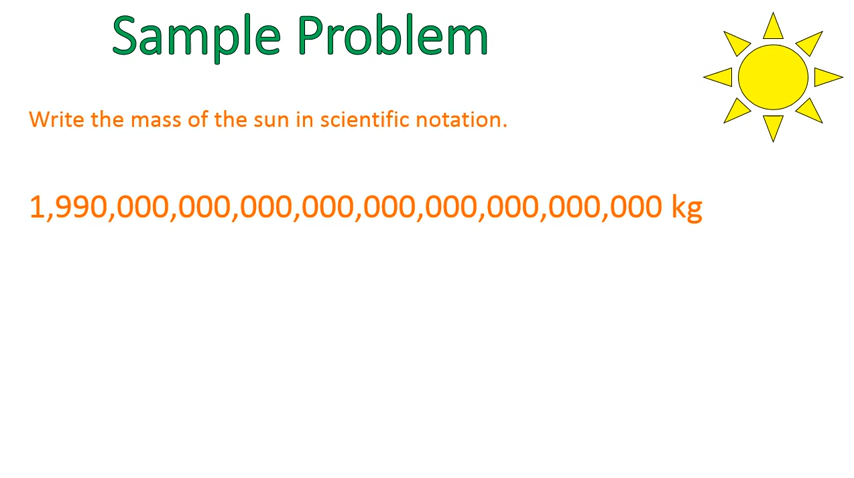 Sample Problem
Write the mass of the sun in scientific notation.
1,990,000,000,000,000,000,000,000,000,000 kg